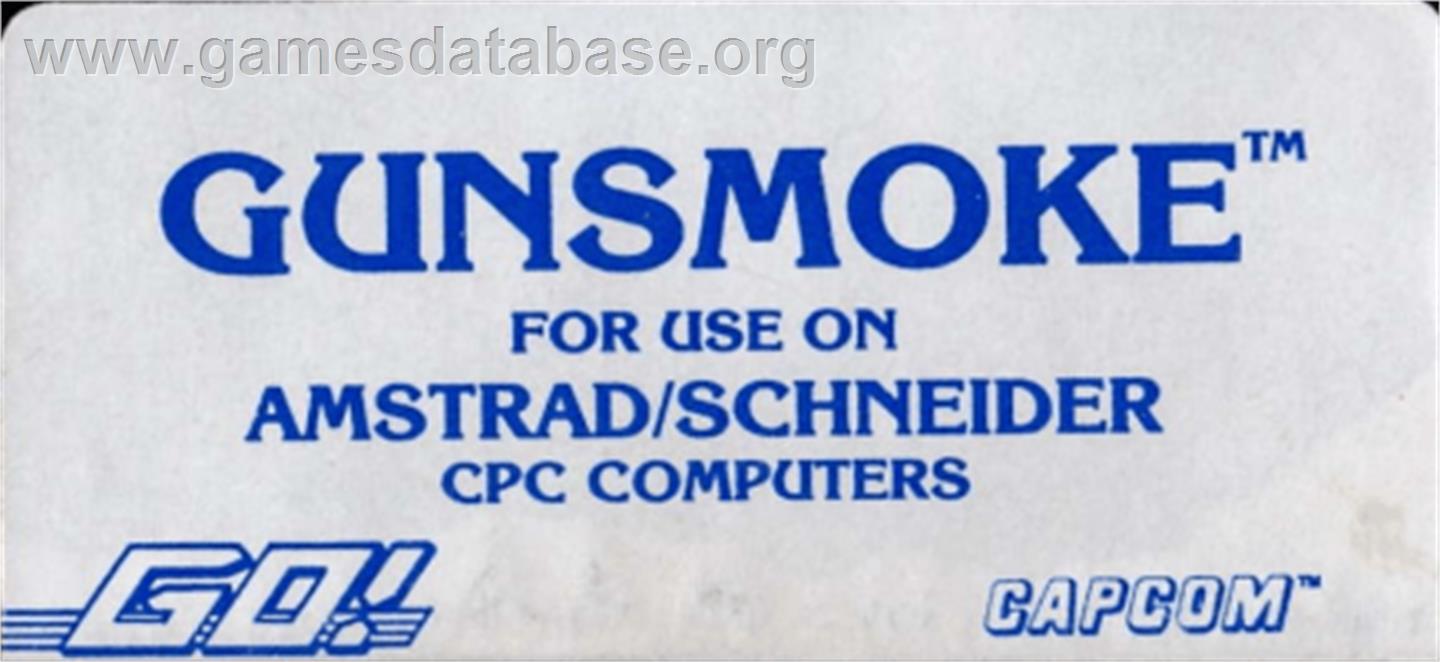 www.gamesdatabase.org
GUNSMOKE™
FOR USE ON
AMSTRAD/SCHNEIDER
CPC COMPUTERS
GO!
CAPCOM™